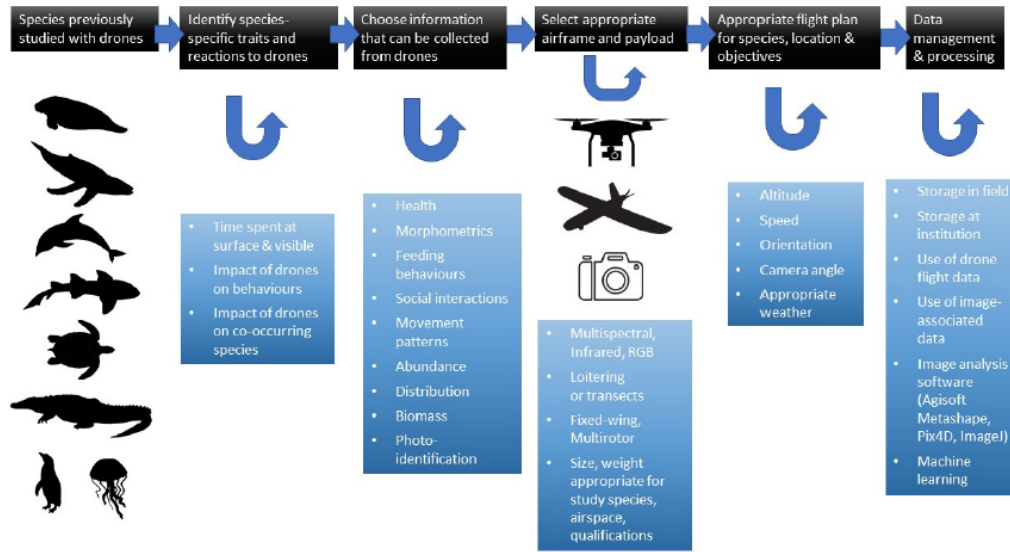 Species previously
studied with drones
Identify species-
specific traits and
reactions to drones
Choose information
that can be collected
from drones
Select appropriate
airframe and payload
Appropriate flight plan
for species, location &
objectives
Data
management
& processing
• Time spent at
surface & visible
• Impact of drones
on behaviours
• Impact of drones
on co-occurring
species
• Health
• Morphometrics
• Feeding
behaviours
• Social interactions
• Movement
patterns
• Abundance
• Distribution
• Biomass
• Photo-
identification
• Multispectral,
Infrared, RGB
• Loitering
or transects
• Fixed-wing,
Multirotor
• Size, weight
appropriate for
study species,
airspace,
qualifications
• Altitude
• Speed
• Orientation
• Camera angle
• Appropriate
weather
• Storage in field
• Storage at
institution
• Use of drone
flight data
• Use of image-
associated
data
• Image analysis
software
(Agisoft
Metashape,
Pix4D, ImageJ)
• Machine
learning